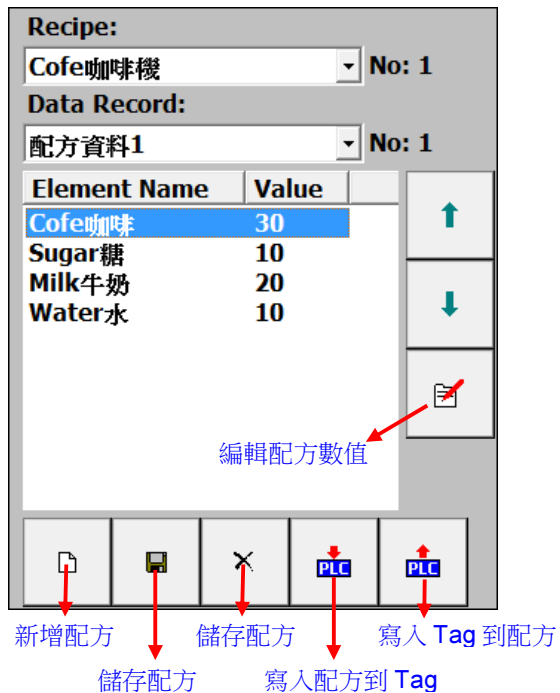 Recipe:
Cofe咖啡機 No: 1
Data Record:
配方資料1 No: 1
Element Name Value
Cofe咖啡 30
Sugar糖 10
Milk牛奶 20
Water水 10
編輯配方數值
PLC PLC
新增配方 儲存配方 寫入 Tag 到配方
儲存配方 寫入配方到 Tag